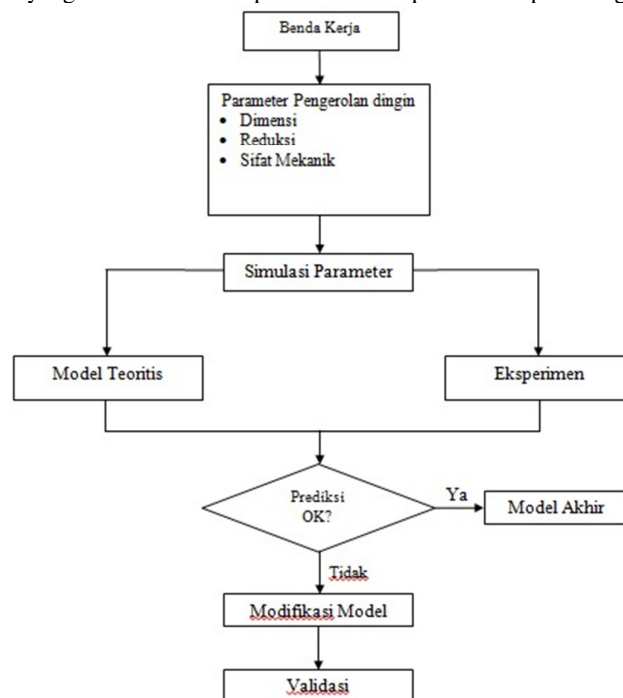 Benda Kerja
Parameter Pengerolan dingin
• Dimensi
• Reduksi
• Sifat Mekanik
Simulasi Parameter
Model Teoritis
Eksperimen
Prediksi
OK?
Ya
Model Akhir
Tidak
Modifikasi Model
Validasi